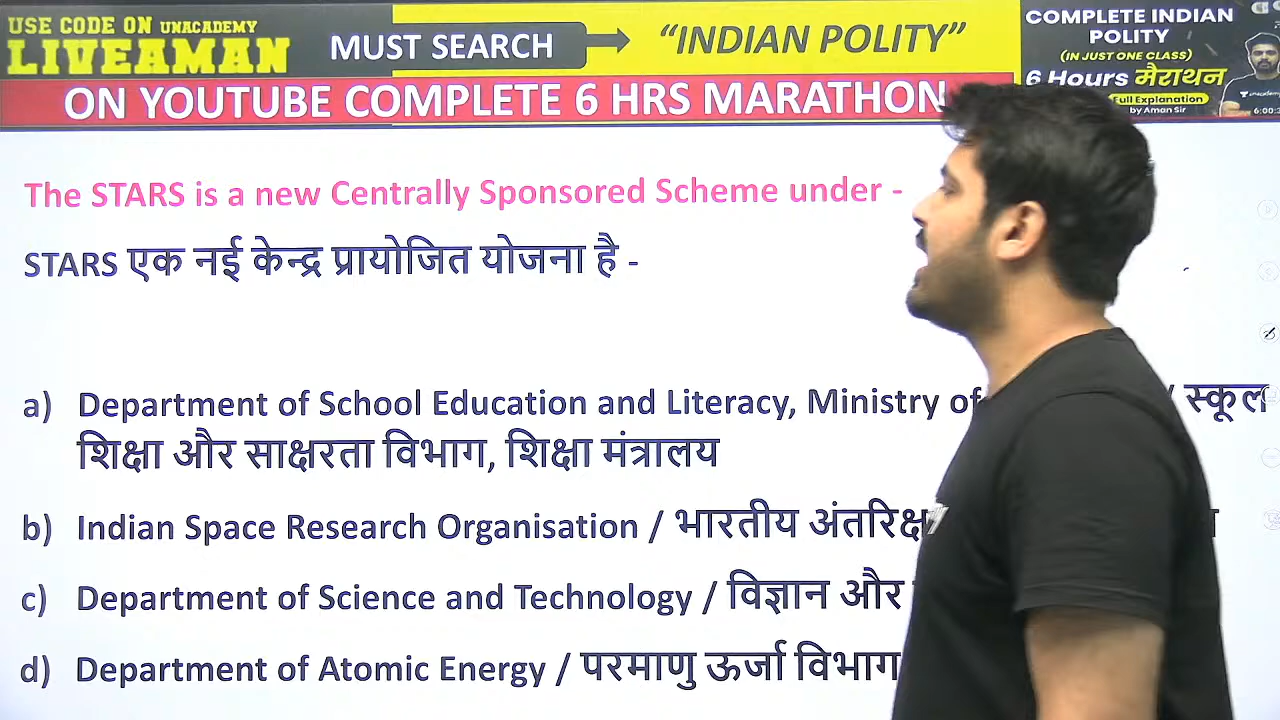 USE CODE ON UNACADEMY
LIVEAMAN
MUST SEARCH
“INDIAN POLITY”
ON YOUTUBE COMPLETE 6 HRS MARATHON
COMPLETE INDIAN
POLITY
(IN JUST ONE CLASS)
6 Hours मैराथन
Full Explanation
by Aman Sir
The STARS is a new Centrally Sponsored Scheme under -
STARS एक नई केन्द्र प्रायोजित योजना है -
a) Department of School Education and Literacy, Ministry of / स्कूल
शिक्षा और साक्षरता विभाग, शिक्षा मंत्रालय
b) Indian Space Research Organisation / भारतीय अंतरिक्ष
c) Department of Science and Technology / विज्ञान और
d) Department of Atomic Energy / परमाणु ऊर्जा विभाग